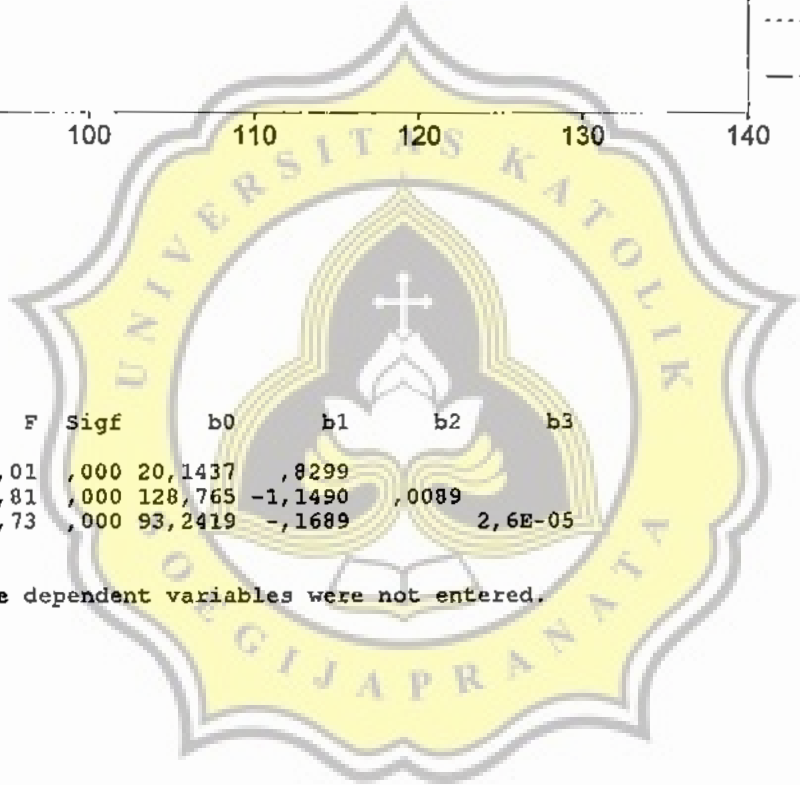 100 110 120 130 140
UNIVERSITAS KATOLIK
F Sigf b0 b1 b2 b3
,01 ,000 20,1437 ,8299
,81 ,000 128,765 -1,1490 ,0089
,73 ,000 93,2419 -,1689 2,6E-05
e dependent variables were not entered.
SOEGIJAPRANATA